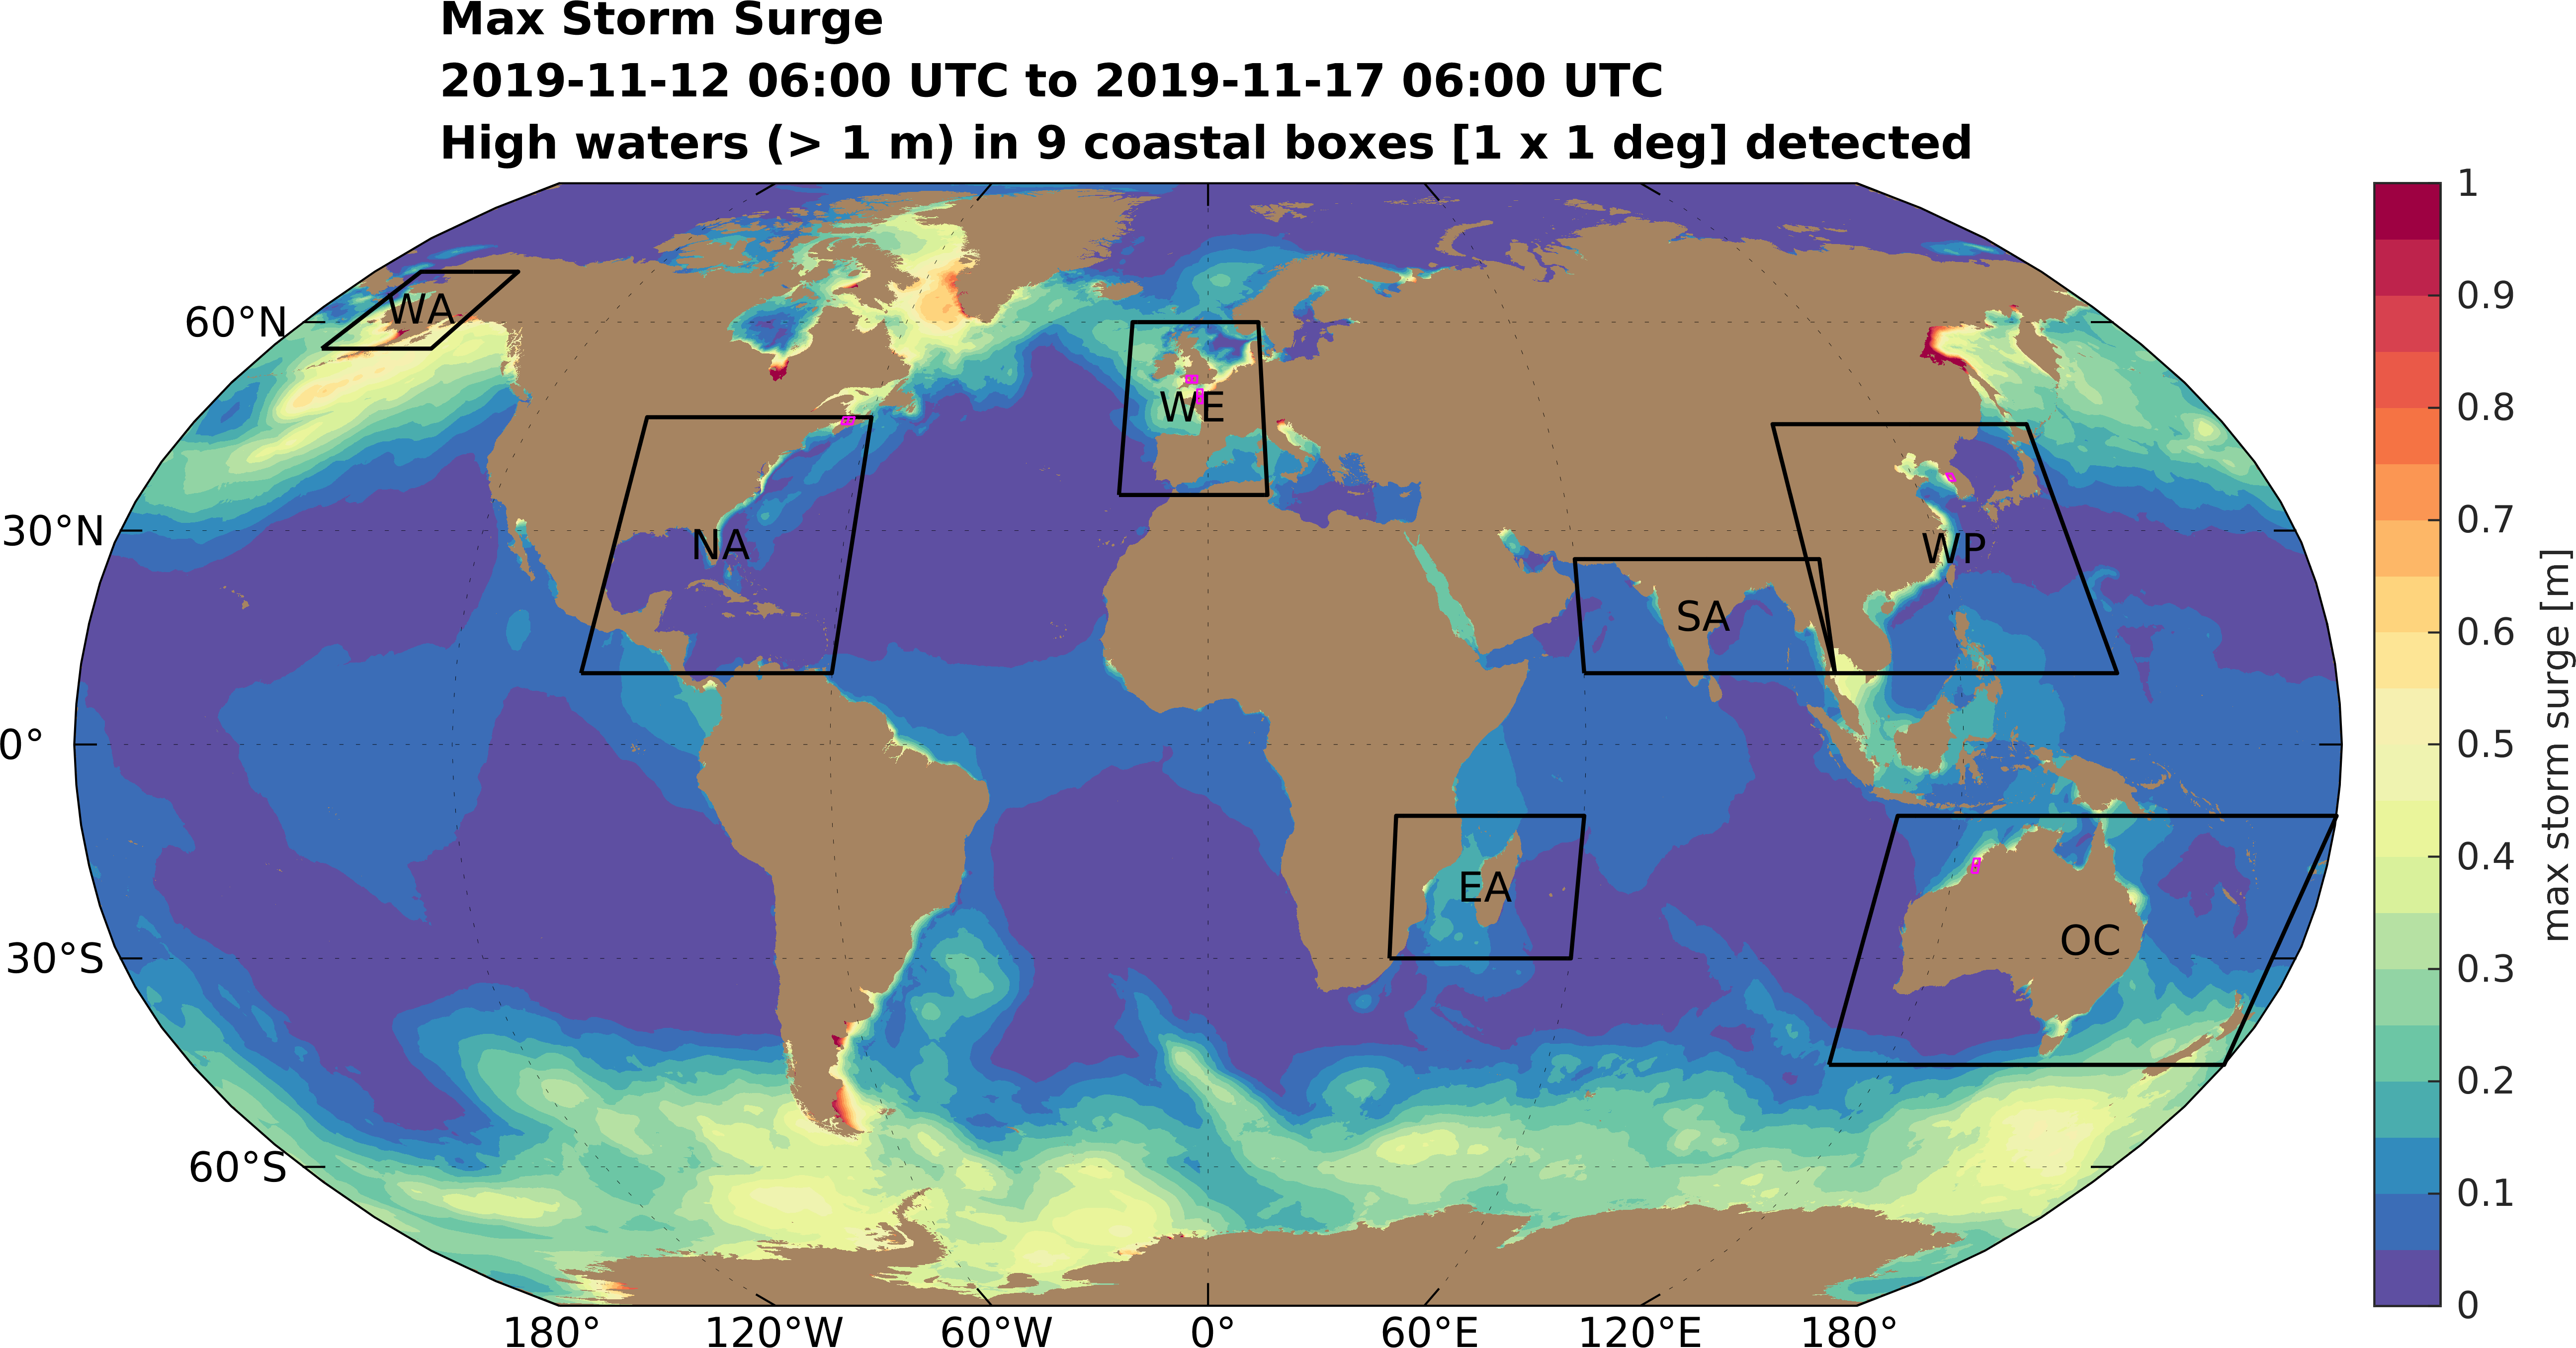 Max Storm Surge
2019-11-12 06:00 UTC to 2019-11-17 06:00 UTC
High waters (> 1 m) in 9 coastal boxes [1 x 1 deg] detected
60°N
30°N
0°
30°S
60°S
180°
120°W
60°W
0°
60°E
120°E
180°
WA
WE
NA
WP
SA
EA
OC
1
0.9
0.8
0.7
0.6
0.5
0.4
0.3
0.2
0.1
0
max storm surge [m]